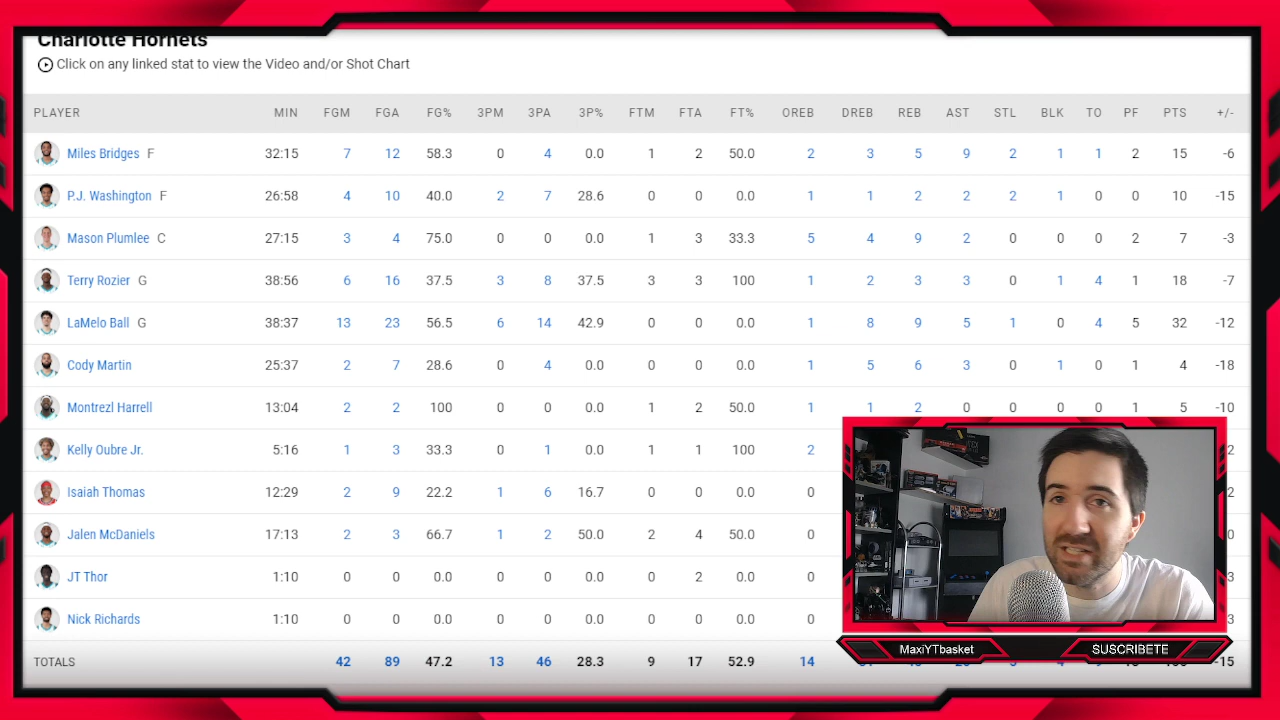 Charlotte Hornets
Click on any linked stat to view the Video and/or Shot Chart
PLAYER MIN FGM FGA FG% 3PM 3PA 3P% FTM FTA FT% OREB DREB REB AST STL BLK TO PF PTS +/-
Miles Bridges F 32:15 7 12 58.3 0 4 0.0 1 2 50.0 2 3 5 9 2 1 1 2 15 -6
P.J. Washington F 26:58 4 10 40.0 2 7 28.6 0 0 0.0 1 1 2 2 2 1 0 0 10 -15
Mason Plumlee C 27:15 3 4 75.0 0 0 0.0 1 3 33.3 5 4 9 2 0 0 0 2 7 -3
Terry Rozier G 38:56 6 16 37.5 3 8 37.5 3 3 100 1 2 3 3 0 1 4 1 18 -7
LaMelo Ball G 38:37 13 23 56.5 6 14 42.9 0 0 0.0 1 8 9 5 1 0 4 5 32 -12
Cody Martin 25:37 2 7 28.6 0 4 0.0 0 0 0.0 1 5 6 3 0 1 0 1 4 -18
Montrezl Harrell 13:04 2 2 100 0 0 0.0 1 2 50.0 1 1 2 0 0 0 0 1 5 -10
Kelly Oubre Jr. 5:16 1 3 33.3 0 1 0.0 1 1 100 2 2
Isaiah Thomas 12:29 2 9 22.2 1 6 16.7 0 0 0.0 0 2
Jalen McDaniels 17:13 2 3 66.7 1 2 50.0 2 4 50.0 0 0
JT Thor 1:10 0 0 0.0 0 0 0.0 0 2 0.0 0 3
Nick Richards 1:10 0 0 0.0 0 0 0.0 0 0 0.0 0 3
TOTALS 42 89 47.2 13 46 28.3 9 17 52.9 14 -15
MaxiYTbasket SUSCRIBETE